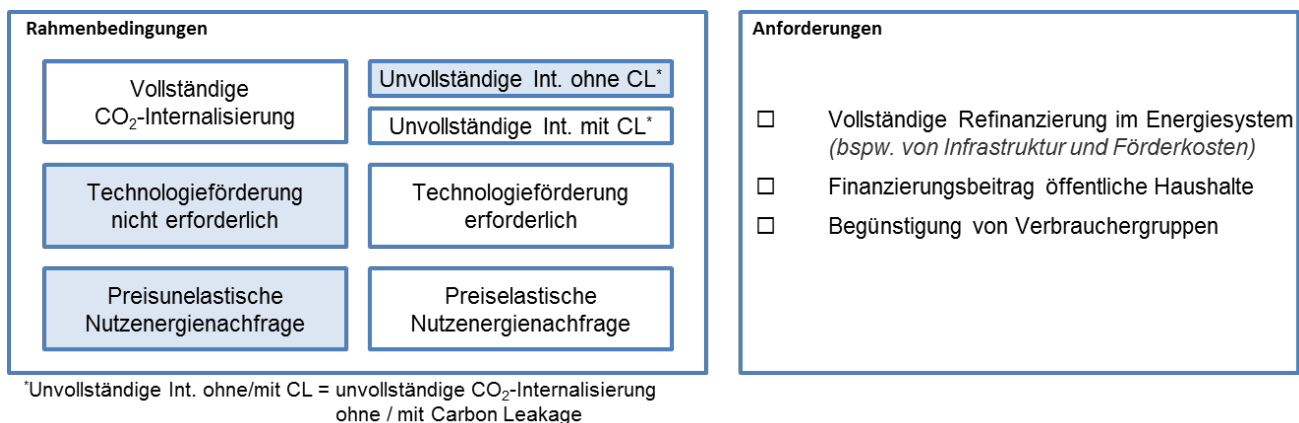 Rahmenbedingungen
Vollständige
CO₂-Internalisierung
Unvollständige Int. ohne CL*
Unvollständige Int. mit CL*
Technologieförderung
nicht erforderlich
Technologieförderung
erforderlich
Preisunelastische
Nutzenergienachfrage
Preiselastische
Nutzenergienachfrage
*Unvollständige Int. ohne/mit CL = unvollständige CO₂-Internalisierung
ohne / mit Carbon Leakage
Anforderungen
☐ Vollständige Refinanzierung im Energiesystem
(bspw. von Infrastruktur und Förderkosten)
☐ Finanzierungsbeitrag öffentliche Haushalte
☐ Begünstigung von Verbrauchergruppen